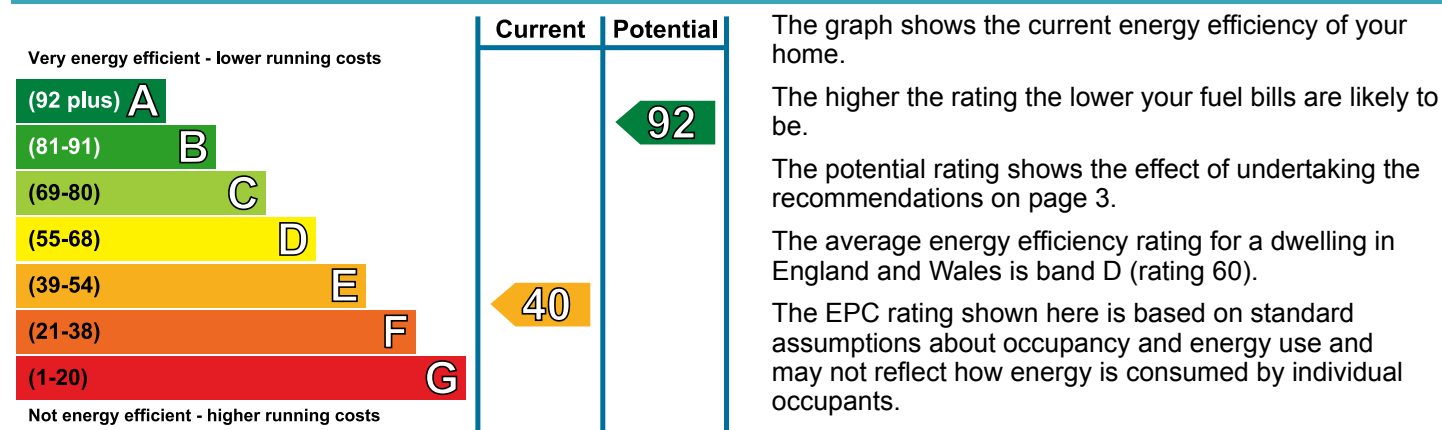 Current Potential
Very energy efficient - lower running costs
(92 plus) A
(81-91) B
(69-80) C
(55-68) D
(39-54) E
(21-38) F
(1-20) G
Not energy efficient - higher running costs
92
40
The graph shows the current energy efficiency of your
home.
The higher the rating the lower your fuel bills are likely to
be.
The potential rating shows the effect of undertaking the
recommendations on page 3.
The average energy efficiency rating for a dwelling in
England and Wales is band D (rating 60).
The EPC rating shown here is based on standard
assumptions about occupancy and energy use and
may not reflect how energy is consumed by individual
occupants.